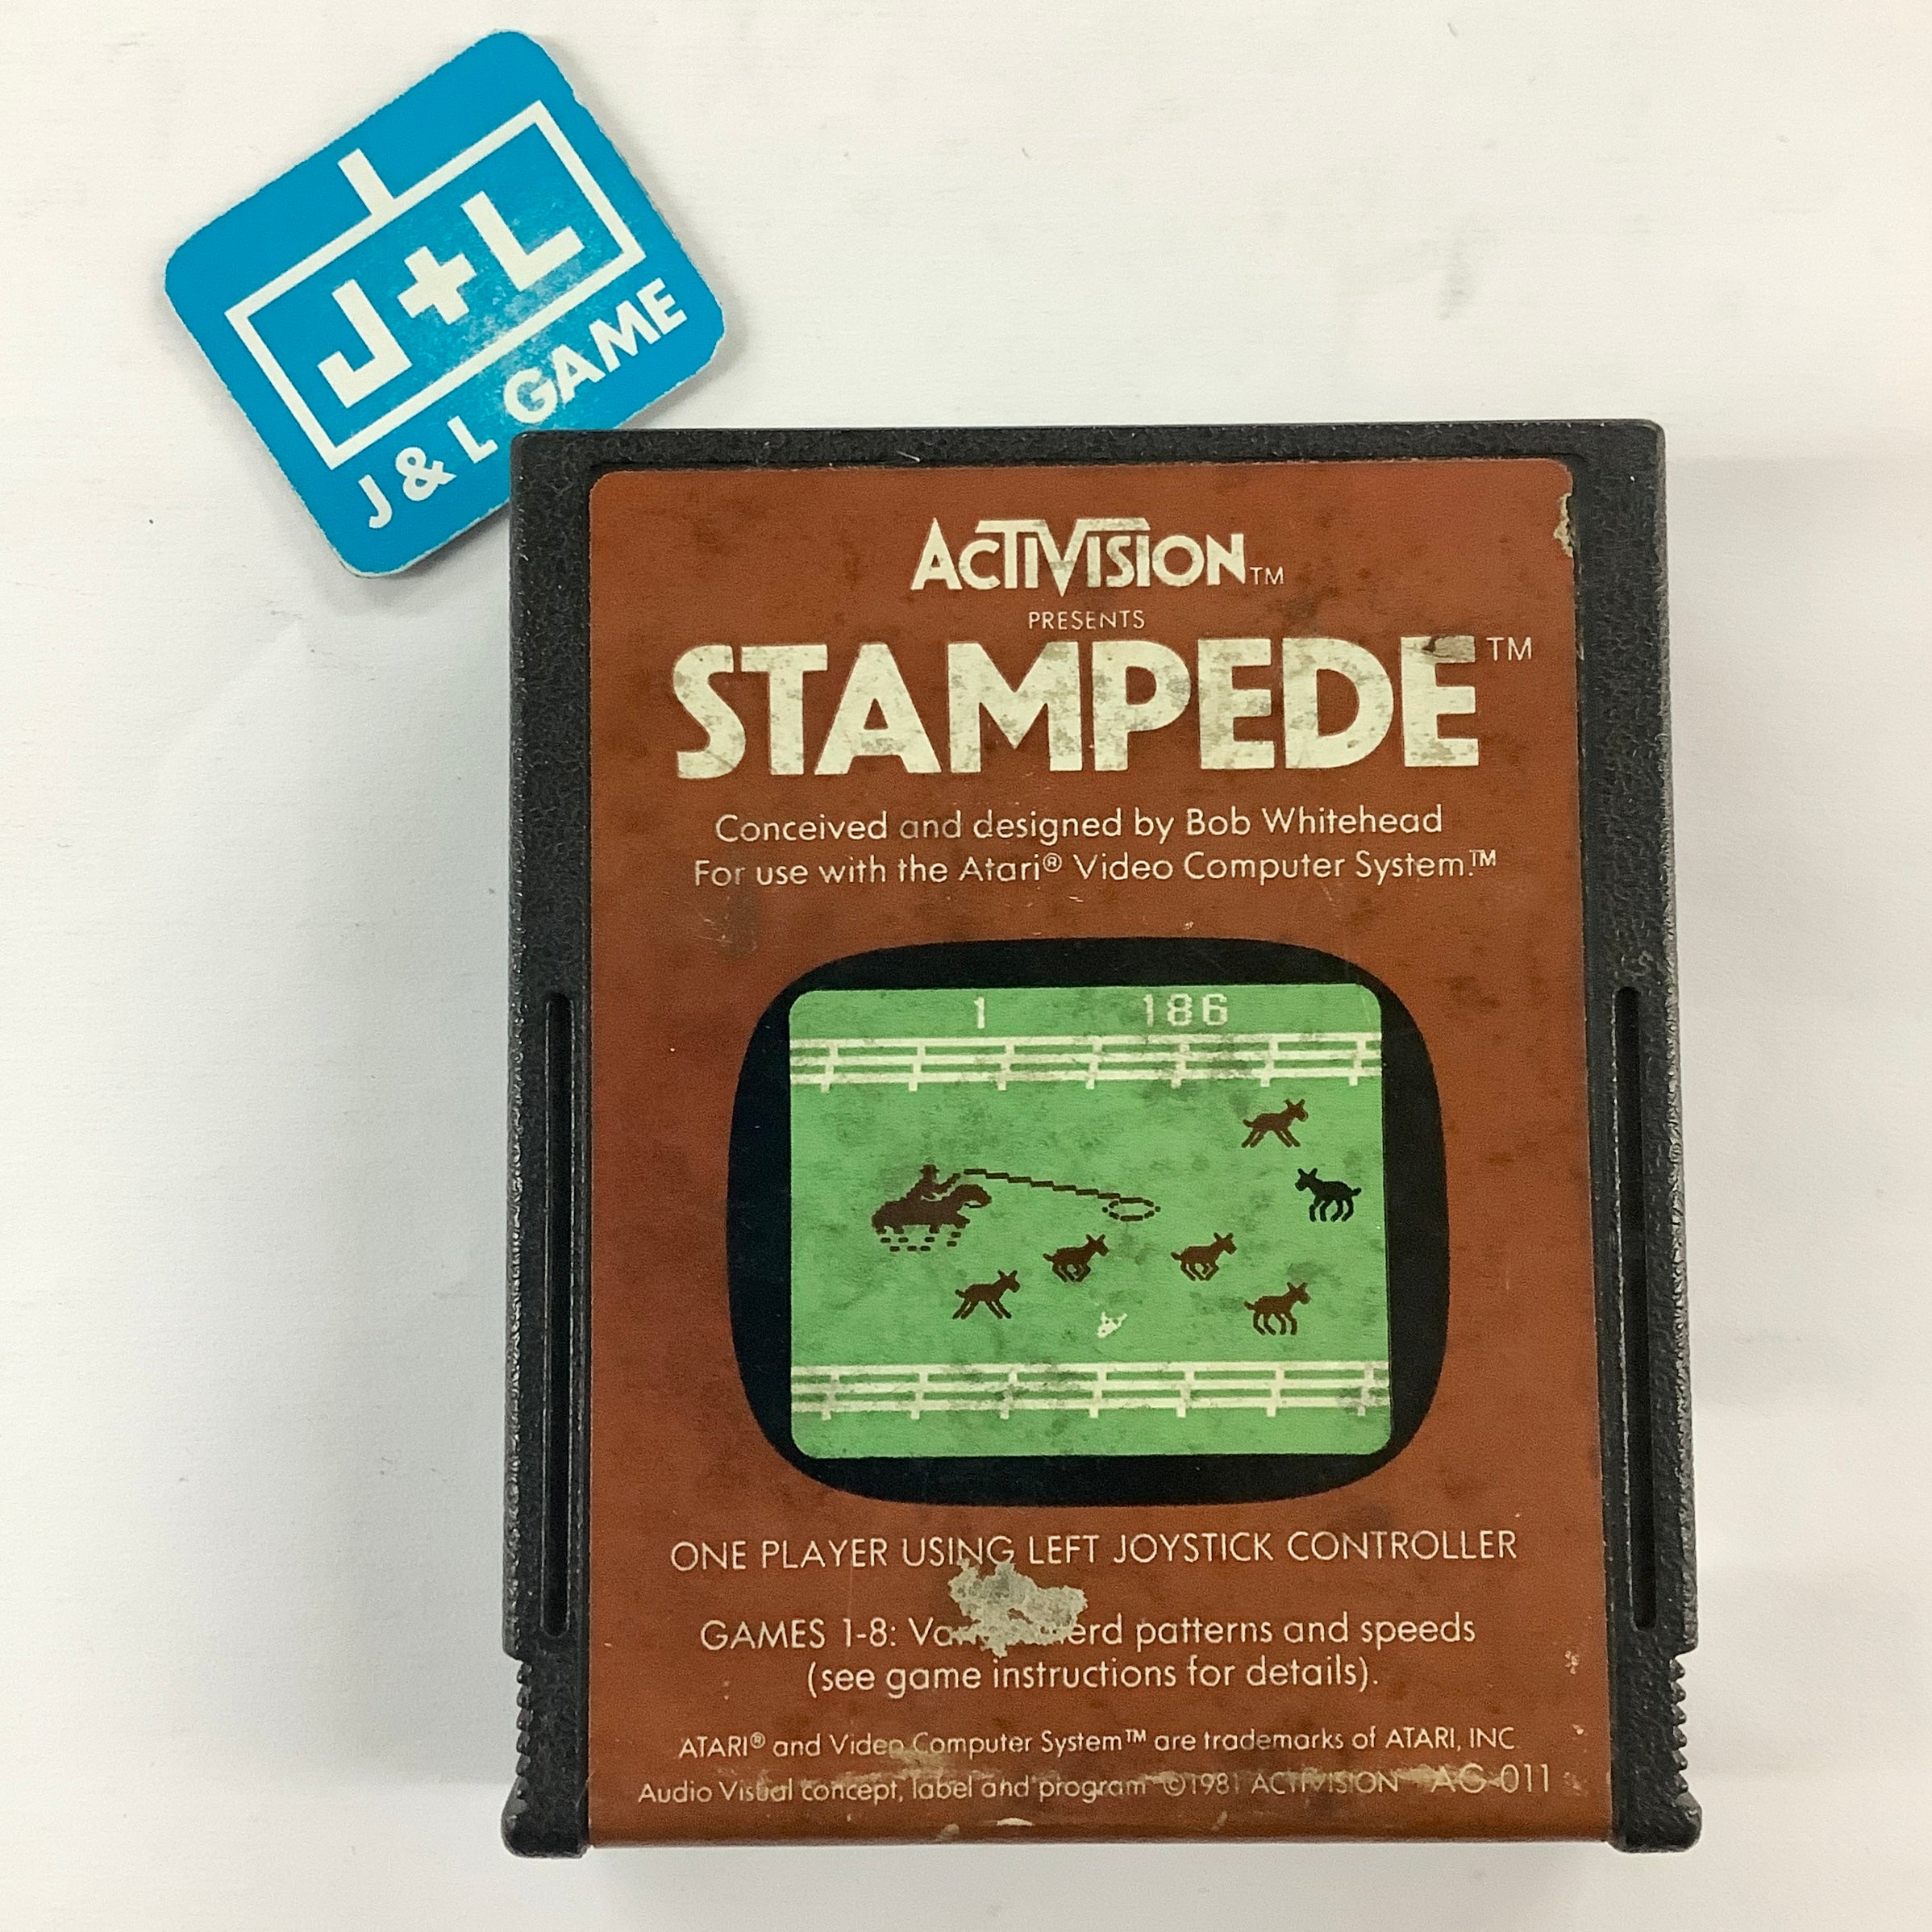 J+L
J & L GAME
ACTIVISION™
PRESENTS
STAMPEDE™
Conceived and designed by Bob Whitehead
For use with the Atari® Video Computer System.™
1 186
ONE PLAYER USING LEFT JOYSTICK CONTROLLER
GAMES 1-8: patterns and speeds
(see game instructions for details).
ATARI® and Video Computer System™ are trademarks of ATARI, INC.
Audio Visual concept, label and program ©1981 ACTIVISION AG-011